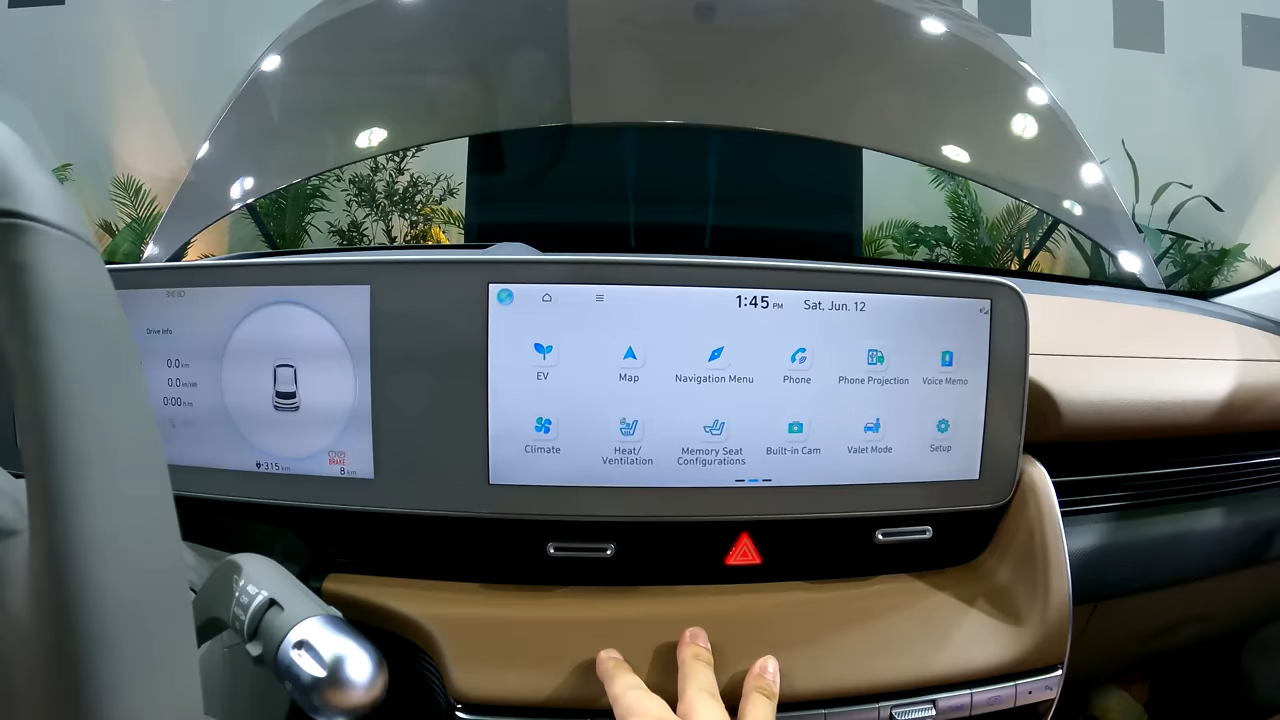 Drive Info
0.0 km
0.0 km/kWh
0:00 h:m
315 km
BRAKE
8 km
1:45 PM Sat, Jun. 12
EV
Map
Navigation Menu
Phone
Phone Projection
Voice Memo
Climate
Heat/
Ventilation
Memory Seat
Configurations
Built-in Cam
Valet Mode
Setup